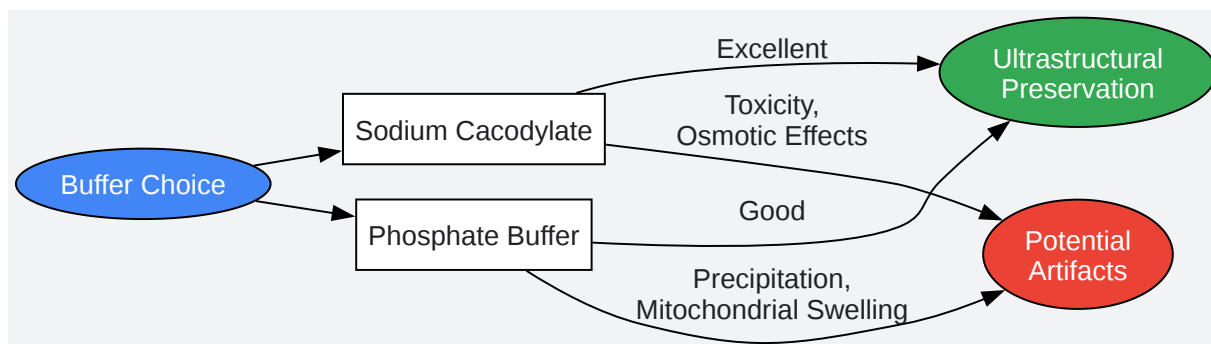 Buffer Choice
Sodium Cacodylate
Phosphate Buffer
Excellent
Toxicity,
Osmotic Effects
Good
Precipitation,
Mitochondrial Swelling
Ultrastructural
Preservation
Potential
Artifacts